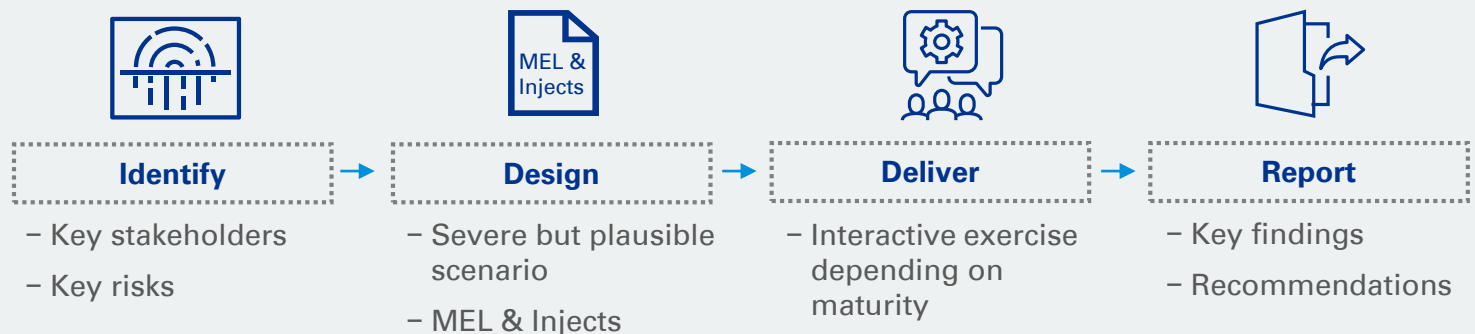 MEL &
Injects
Identify
– Key stakeholders
– Key risks
Design
– Severe but plausible
scenario
– MEL & Injects
Deliver
– Interactive exercise
depending on
maturity
Report
– Key findings
– Recommendations